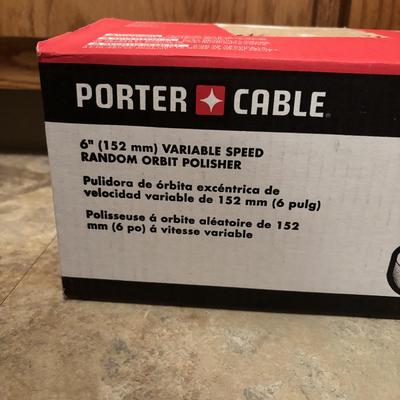 PORTER CABLE
6" (152 mm) VARIABLE SPEED
RANDOM ORBIT POLISHER
Pulidora de órbita excéntrica de
velocidad variable de 152 mm (6 pulg)
Polisseuse á orbite aléatoire de 152
mm (6 po) á vitesse variable